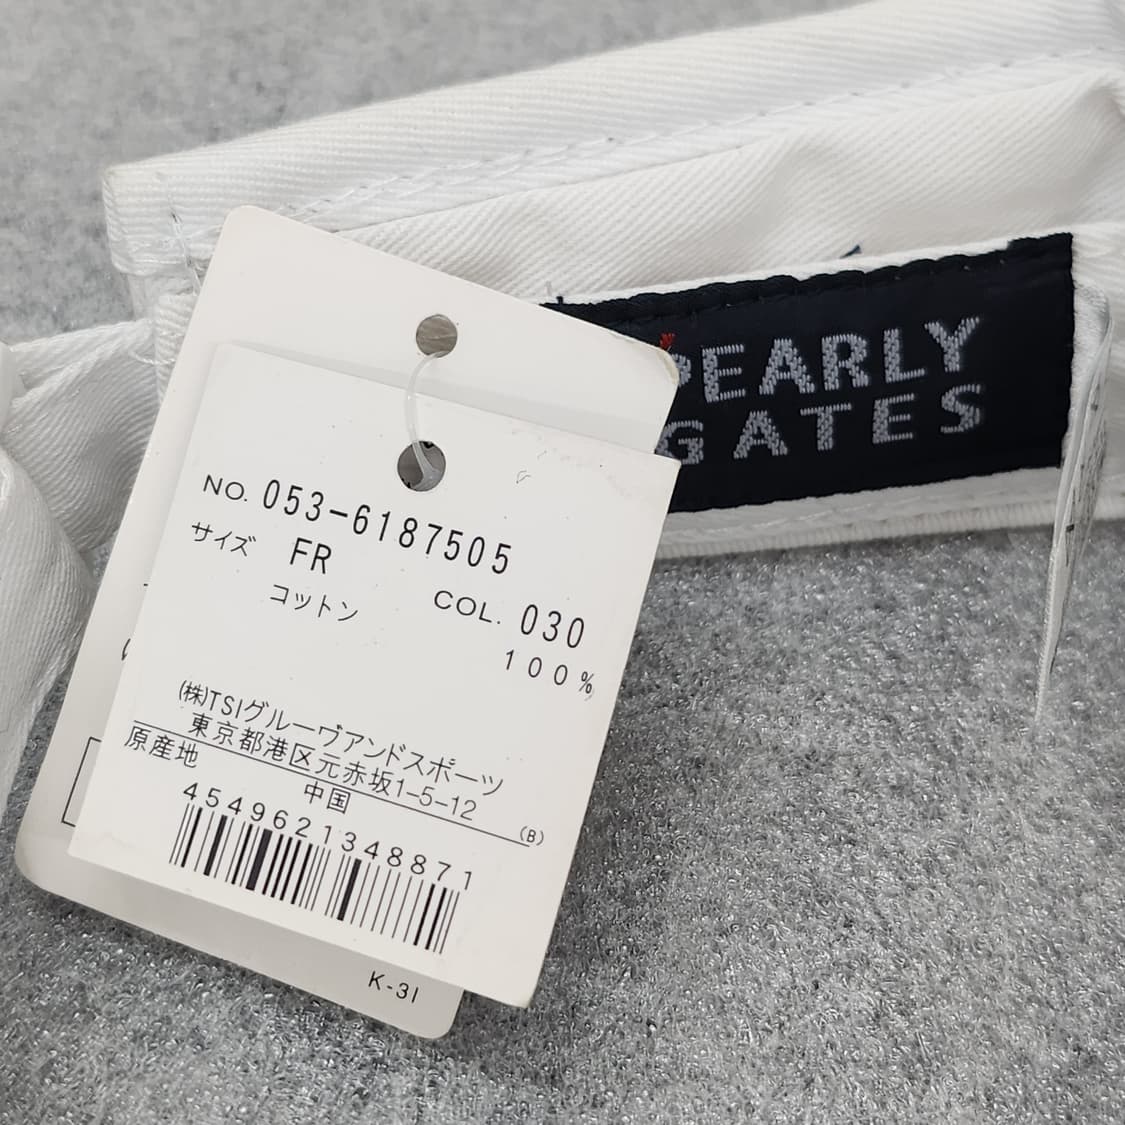 PEARLY
GATES
NO. 053-6187505
サイズ FR
COL. 030
コットン 100%
(株)TSIグルーヴアンドスポーツ
東京都港区元赤坂1-5-12
原産地 中国 (B)
4549621348871
K-31